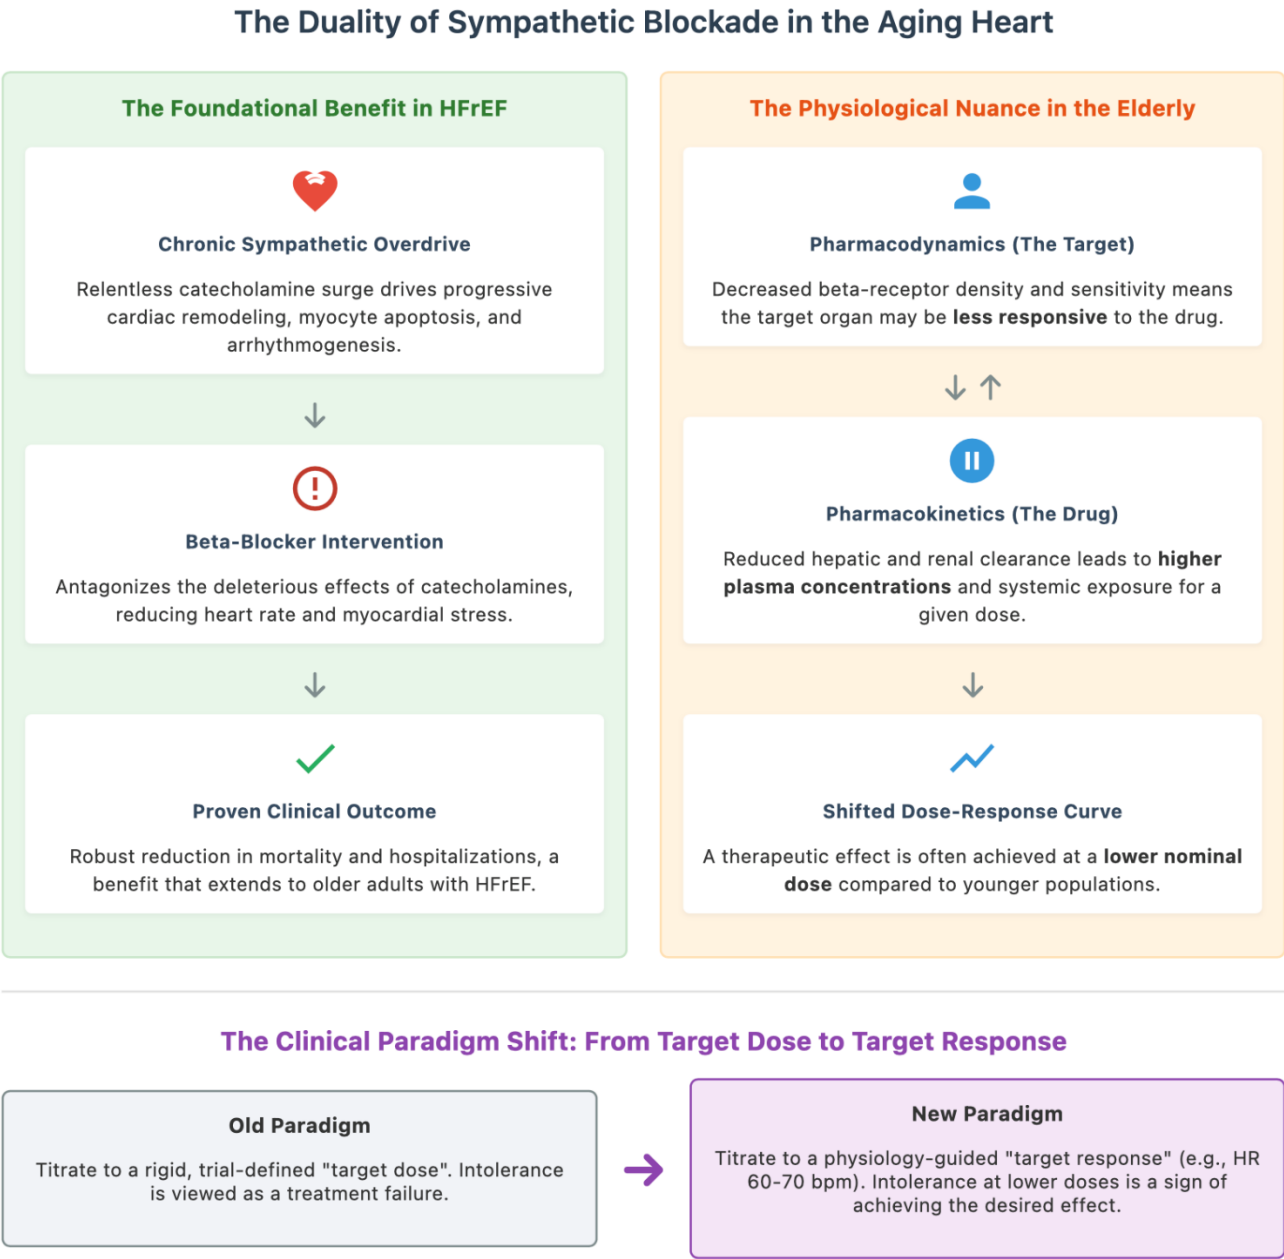 The Duality of Sympathetic Blockade in the Aging Heart
The Foundational Benefit in HFrEF
Chronic Sympathetic Overdrive
Relentless catecholamine surge drives progressive
cardiac remodeling, myocyte apoptosis, and
arrhythmogenesis.
Beta-Blocker Intervention
Antagonizes the deleterious effects of catecholamines,
reducing heart rate and myocardial stress.
Proven Clinical Outcome
Robust reduction in mortality and hospitalizations, a
benefit that extends to older adults with HFrEF.
The Physiological Nuance in the Elderly
Pharmacodynamics (The Target)
Decreased beta-receptor density and sensitivity means
the target organ may be less responsive to the drug.
Pharmacokinetics (The Drug)
Reduced hepatic and renal clearance leads to higher
plasma concentrations and systemic exposure for a
given dose.
Shifted Dose-Response Curve
A therapeutic effect is often achieved at a lower nominal
dose compared to younger populations.
The Clinical Paradigm Shift: From Target Dose to Target Response
Old Paradigm
Titrate to a rigid, trial-defined "target dose". Intolerance
is viewed as a treatment failure.
New Paradigm
Titrate to a physiology-guided "target response" (e.g., HR
60-70 bpm). Intolerance at lower doses is a sign of
achieving the desired effect.